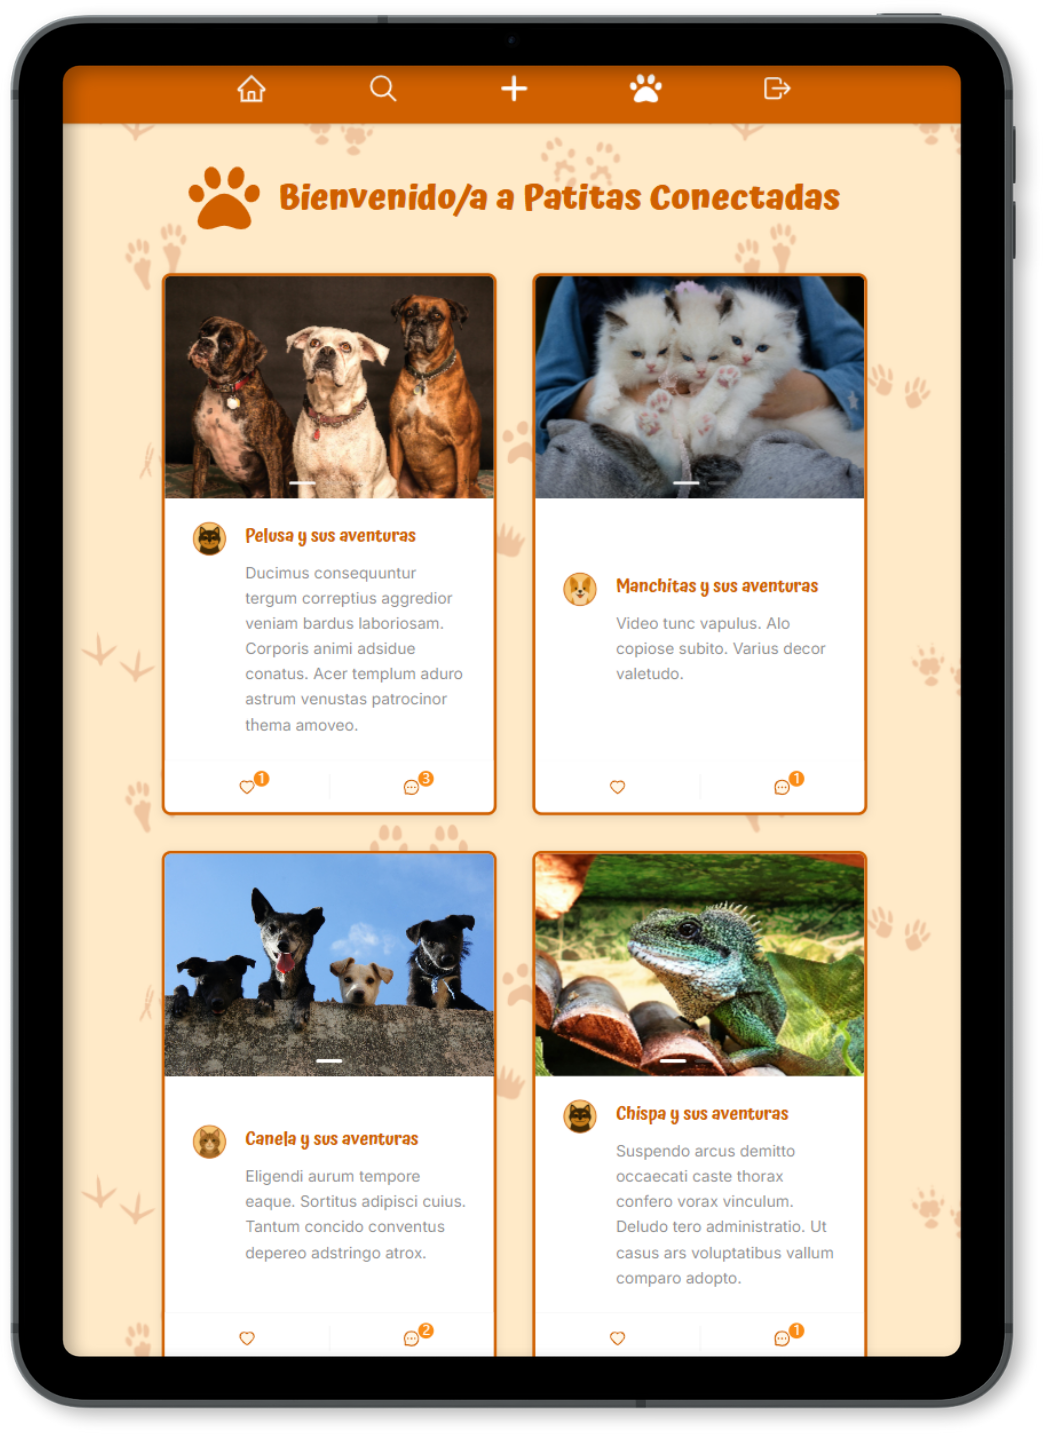 Bienvenido/a a Patitas Conectadas
Pelusa y sus aventuras
Ducimus consequuntur
tergum correptius aggredior
veniam bardus laboriosam.
Corporis animi adsidue
conatus. Acer templum aduro
astrum venustas patrocinor
thema amoveo.
1
3
Manchitas y sus aventuras
Video tunc vapulus. Alo
copiose subito. Varius decor
valetudo.
1
Canela y sus aventuras
Eligendi aurum tempore
eaque. Sortitus adipisci cuius.
Tantum concido conventus
depereo adstringo atrox.
2
Chispa y sus aventuras
Suspendo arcus demitto
occaecati caste thorax
confero vorax vinculum.
Deludo tero administratio. Ut
casus ars voluptatibus vallum
comparo adopto.
1